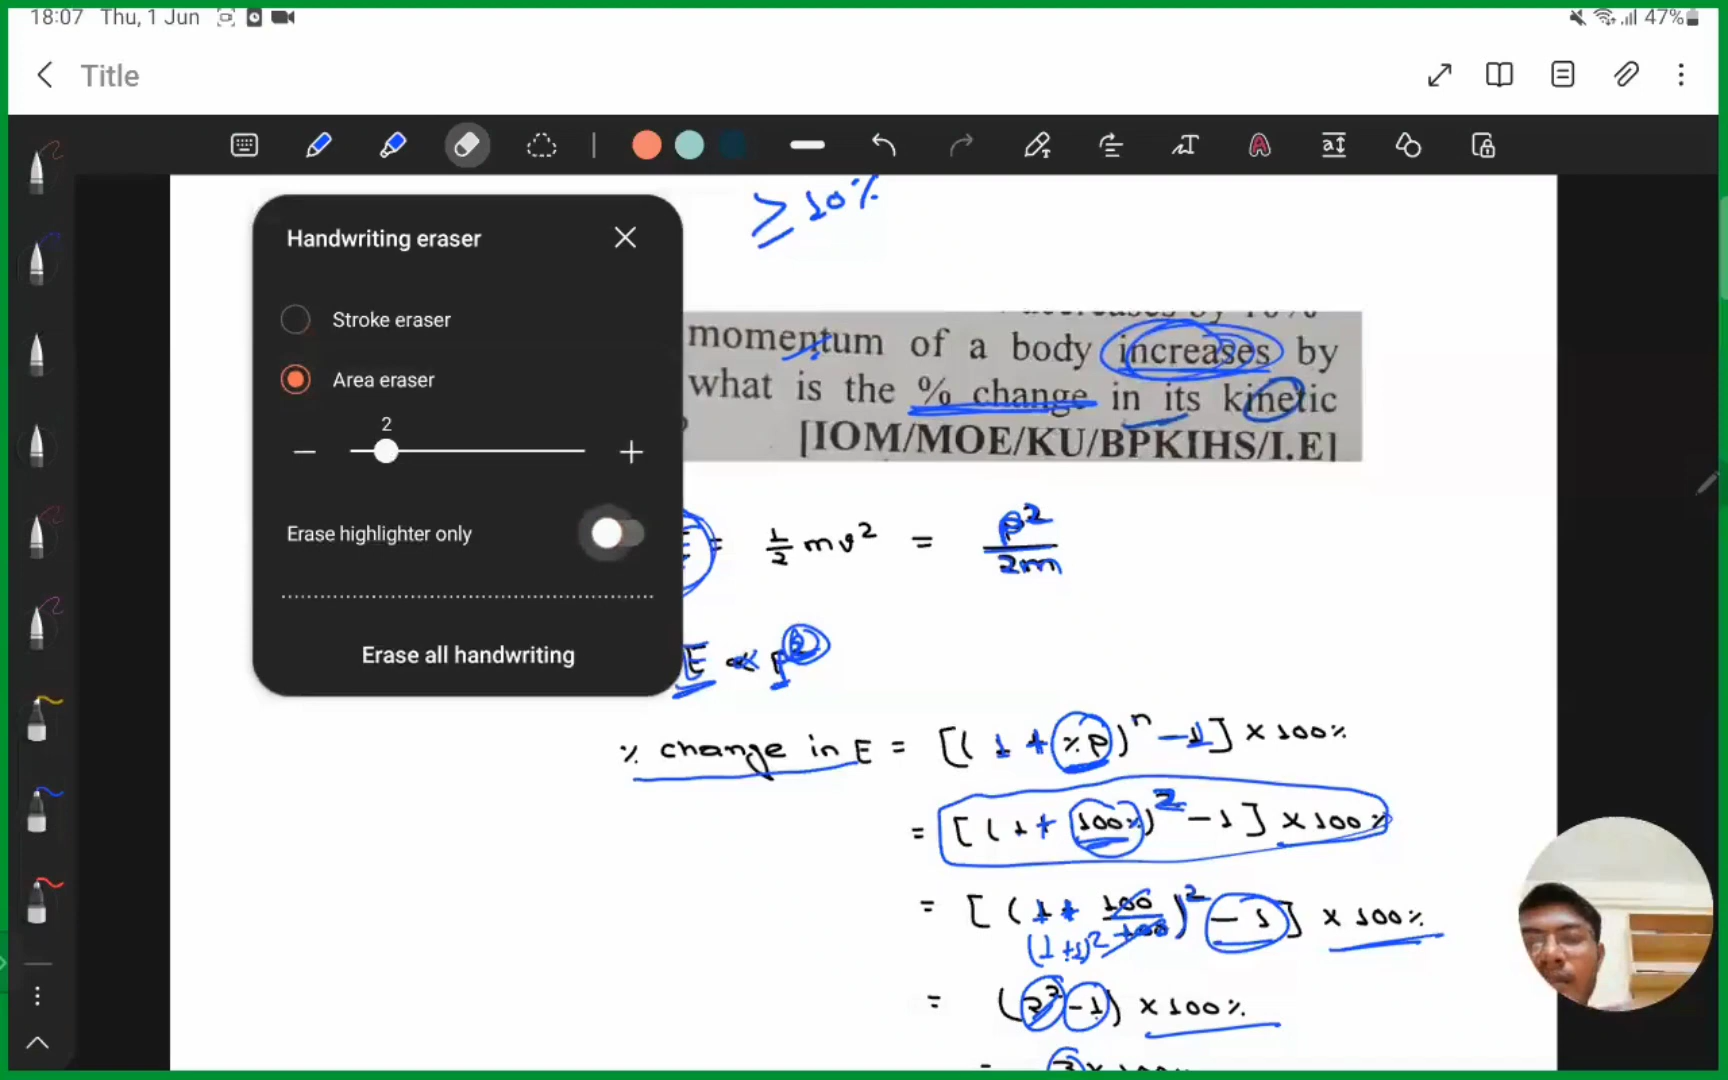 18:07 Thu, 1 Jun
47%
Title
≥ 10%
Handwriting eraser
Stroke eraser
Area eraser
2
Erase highlighter only
Erase all handwriting
momentum of a body increases by
what is the % change in its kinetic
[IOM/MOE/KU/BPKIHS/I.E]
= 1/2 mv² = P²/2m
E ∝ P²
% change in E = [(1 + %P)ⁿ - 1] × 100%
= [(1 + 100%)² - 1] × 100%
= [(1 + 100/100)² - 1] × 100%
(1+1)²
= (2² - 1) × 100%
= 3 × 100